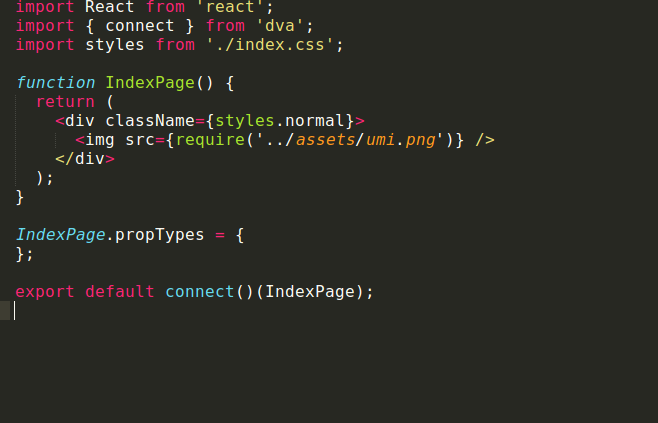 import React from 'react';
import { connect } from 'dva';
import styles from './index.css';

function IndexPage() {
  return (
    <div className={styles.normal}>
      <img src={require('../assets/umi.png')} />
    </div>
  );
}

IndexPage.propTypes = {
};

export default connect()(IndexPage);